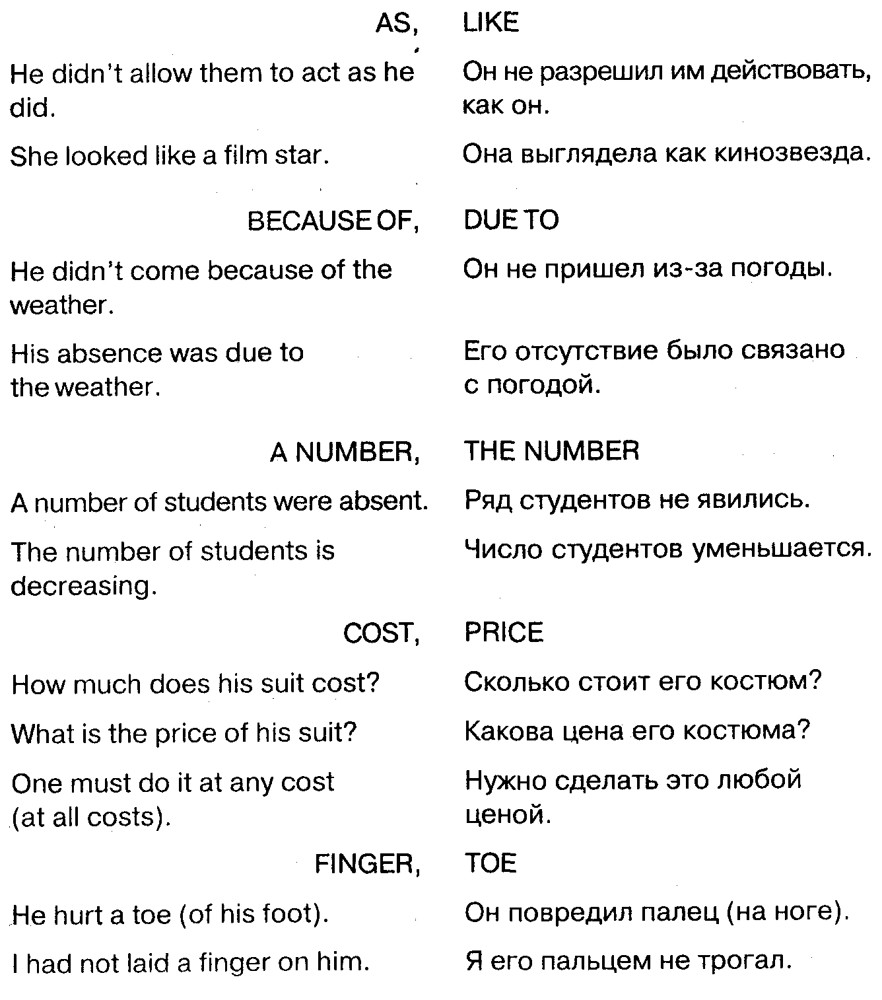 AS, LIKE
He didn't allow them to act as he Он не разрешил им действовать,
did. как он.
She looked like a film star. Она выглядела как кинозвезда.
BECAUSE OF, DUE TO
He didn't come because of the Он не пришел из-за погоды.
weather.
His absence was due to Его отсутствие было связано
the weather. с погодой.
A NUMBER, THE NUMBER
A number of students were absent. Ряд студентов не явились.
The number of students is Число студентов уменьшается.
decreasing.
COST, PRICE
How much does his suit cost? Сколько стоит его костюм?
What is the price of his suit? Какова цена его костюма?
One must do it at any cost Нужно сделать это любой
(at all costs). ценой.
FINGER, TOE
He hurt a toe (of his foot). Он повредил палец (на ноге).
I had not laid a finger on him. Я его пальцем не трогал.